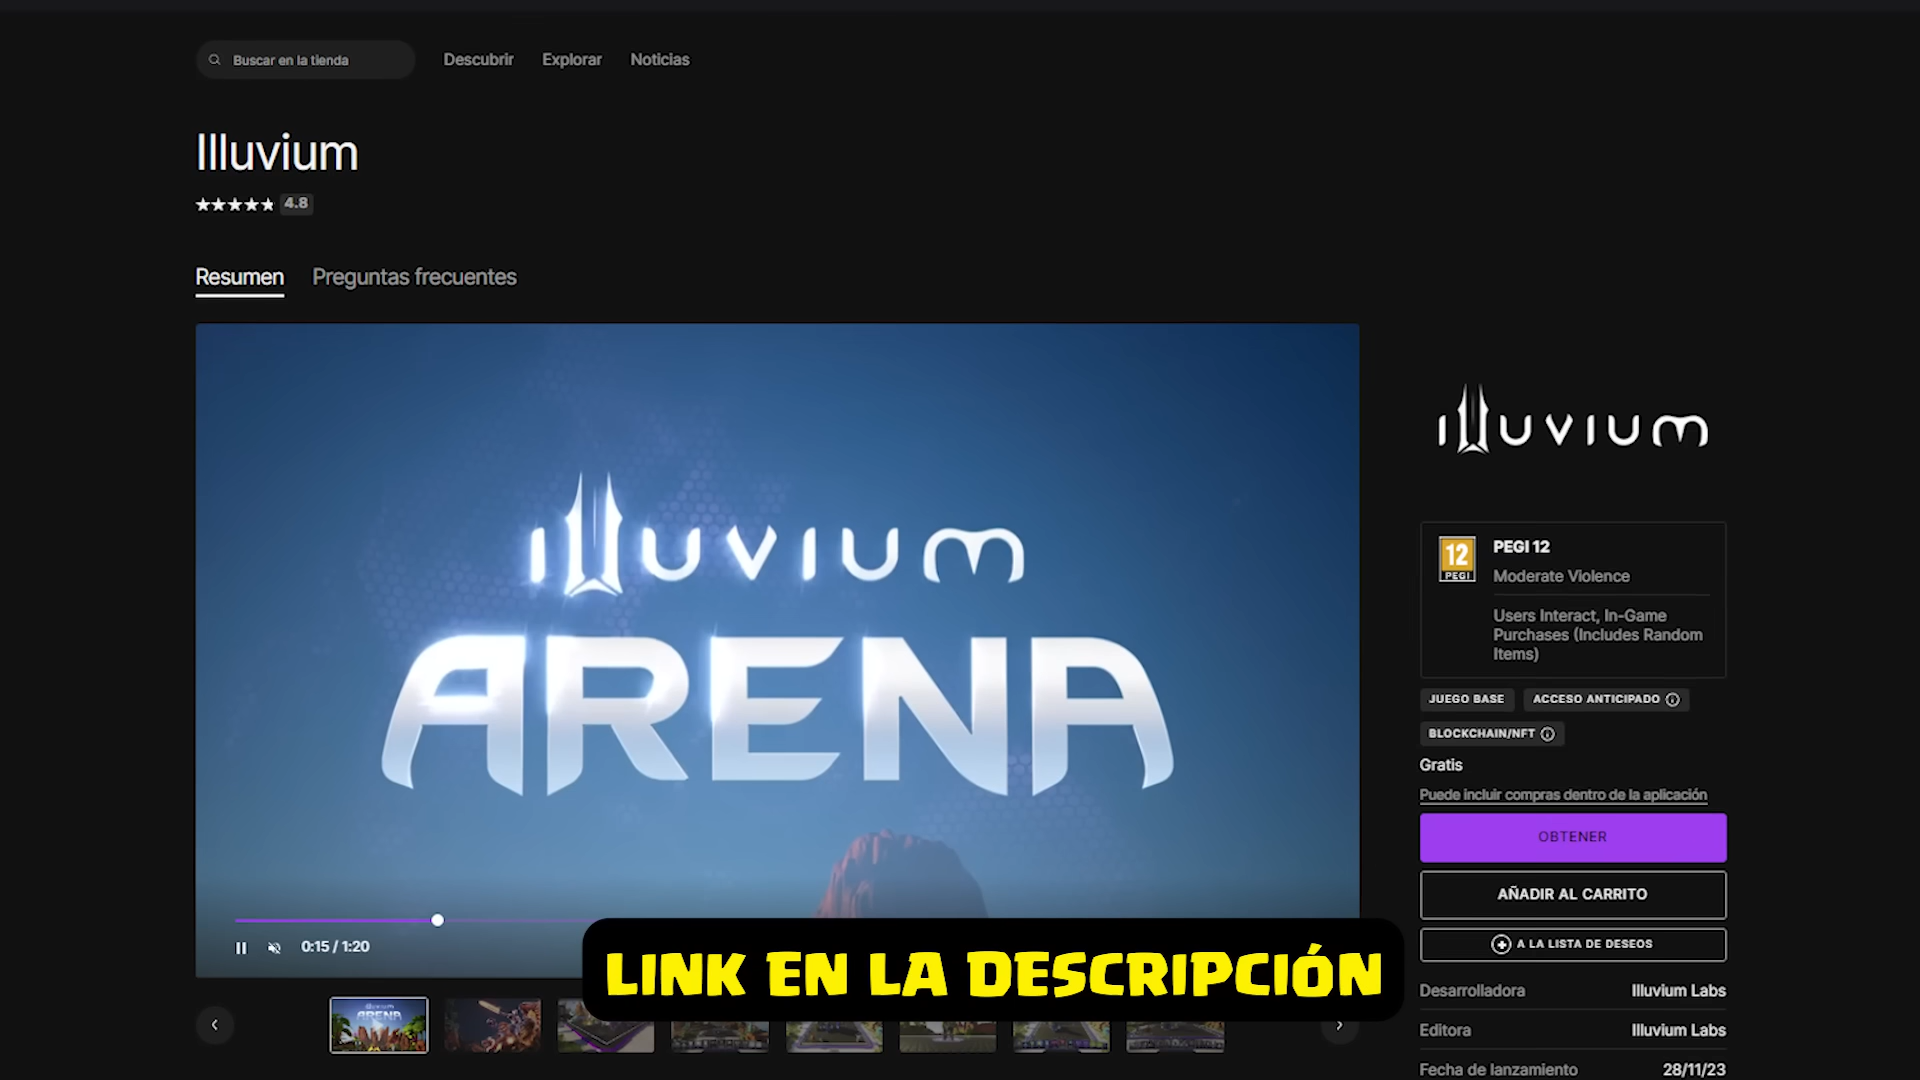 Buscar en la tienda
Descubrir
Explorar
Noticias
Illuvium
4.8
Resumen
Preguntas frecuentes
ILLUVIUM
ARENA
0:15 / 1:20
LINK EN LA DESCRIPCIÓN
ILLUVIUM
ARENA
ILLUVIUM
12
PEGI
PEGI 12
Moderate Violence
Users Interact, In-Game
Purchases (Includes Random
Items)
JUEGO BASE
ACCESO ANTICIPADO
BLOCKCHAIN/NFT
Gratis
Puede incluir compras dentro de la aplicación
OBTENER
AÑADIR AL CARRITO
A LA LISTA DE DESEOS
Desarrolladora Illuvium Labs
Editora Illuvium Labs
Fecha de lanzamiento 28/11/23